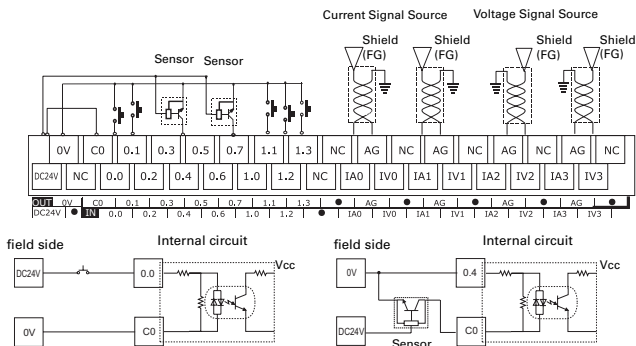 Current Signal Source Voltage Signal Source
Shield (FG) Shield (FG) Shield (FG) Shield (FG)
Sensor Sensor
0V C0 0.1 0.3 0.5 0.7 1.1 1.3 NC AG NC AG NC AG NC AG NC
DC24V NC 0.0 0.2 0.4 0.6 1.0 1.2 NC IA0 IV0 IA1 IV1 IA2 IV2 IA3 IV3
OUT 0V C0 0.1 0.3 0.5 0.7 1.1 1.3 ● AG ● AG ● AG ● AG ●
DC24V ● IN 0.0 0.2 0.4 0.6 1.0 1.2 ● IA0 IV0 IA1 IV1 IA2 IV2 IA3 IV3
field side Internal circuit
DC24V 0.0 Vcc
0V C0
field side Internal circuit
0V 0.4 Vcc
DC24V C0
Sensor